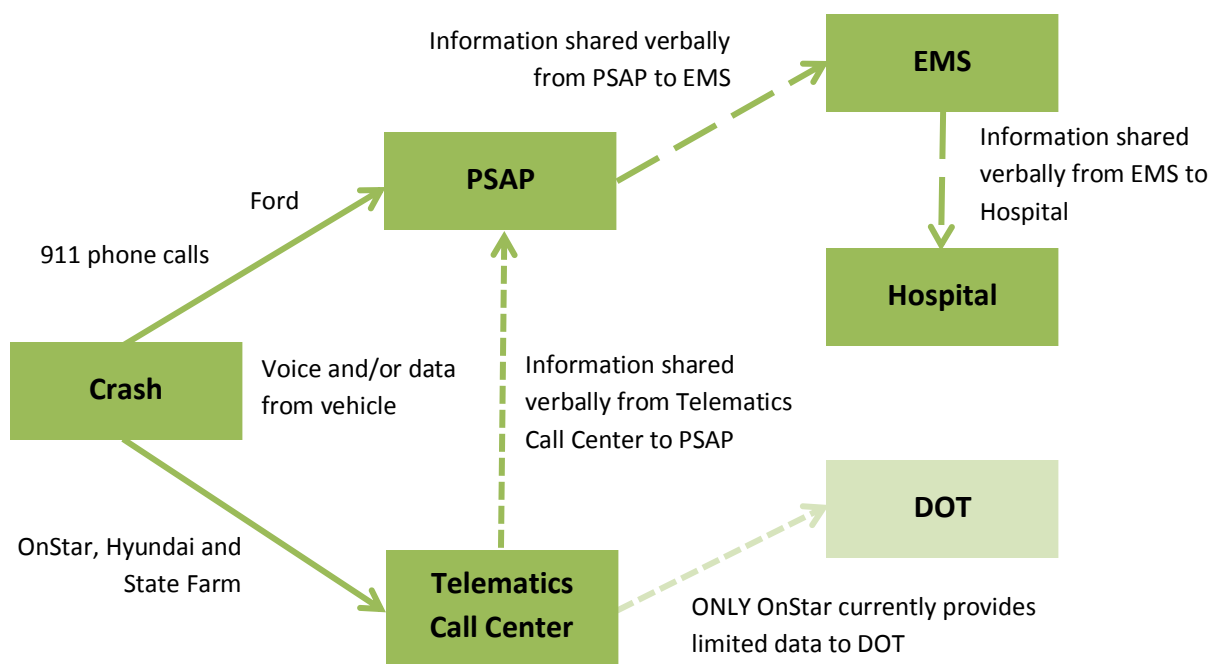 Information shared verbally
from PSAP to EMS
EMS
PSAP
Information shared
verbally from EMS to
Hospital
Ford
911 phone calls
Hospital
Crash
Voice and/or data
from vehicle
Information shared
verbally from Telematics
Call Center to PSAP
DOT
OnStar, Hyundai and
State Farm
Telematics
Call Center
ONLY OnStar currently provides
limited data to DOT